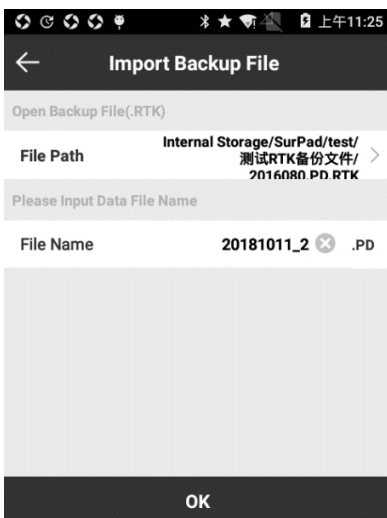 上午11:25
Import Backup File
Open Backup File(.RTK)
File Path
Internal Storage/SurPad/test/
测试RTK备份文件/
2016080.PD.RTK
Please Input Data File Name
File Name 20181011_2 .PD
OK